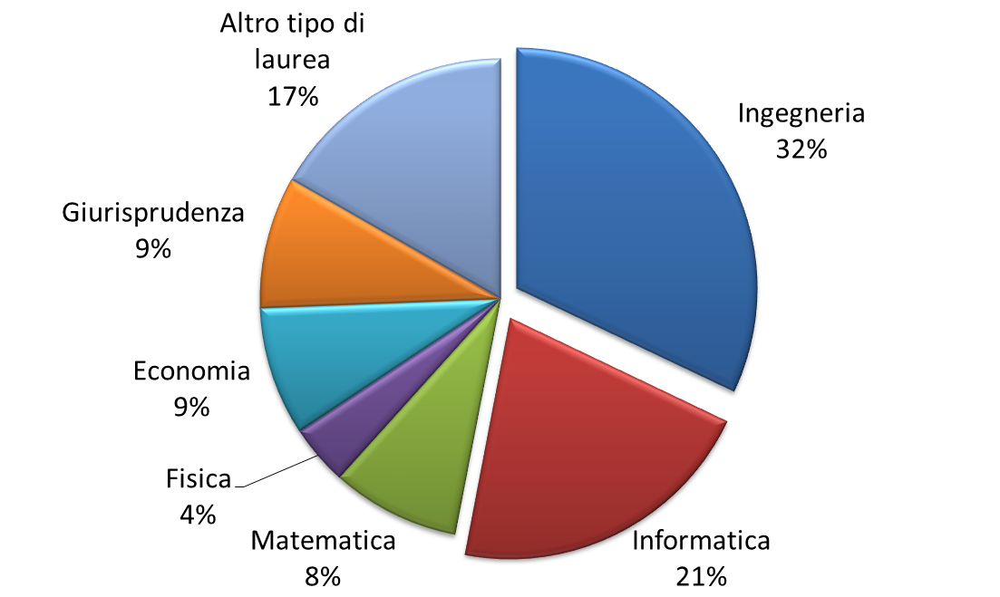 Altro tipo di
laurea
17%
Ingegneria
32%
Giurisprudenza
9%
Economia
9%
Fisica
4%
Matematica
8%
Informatica
21%